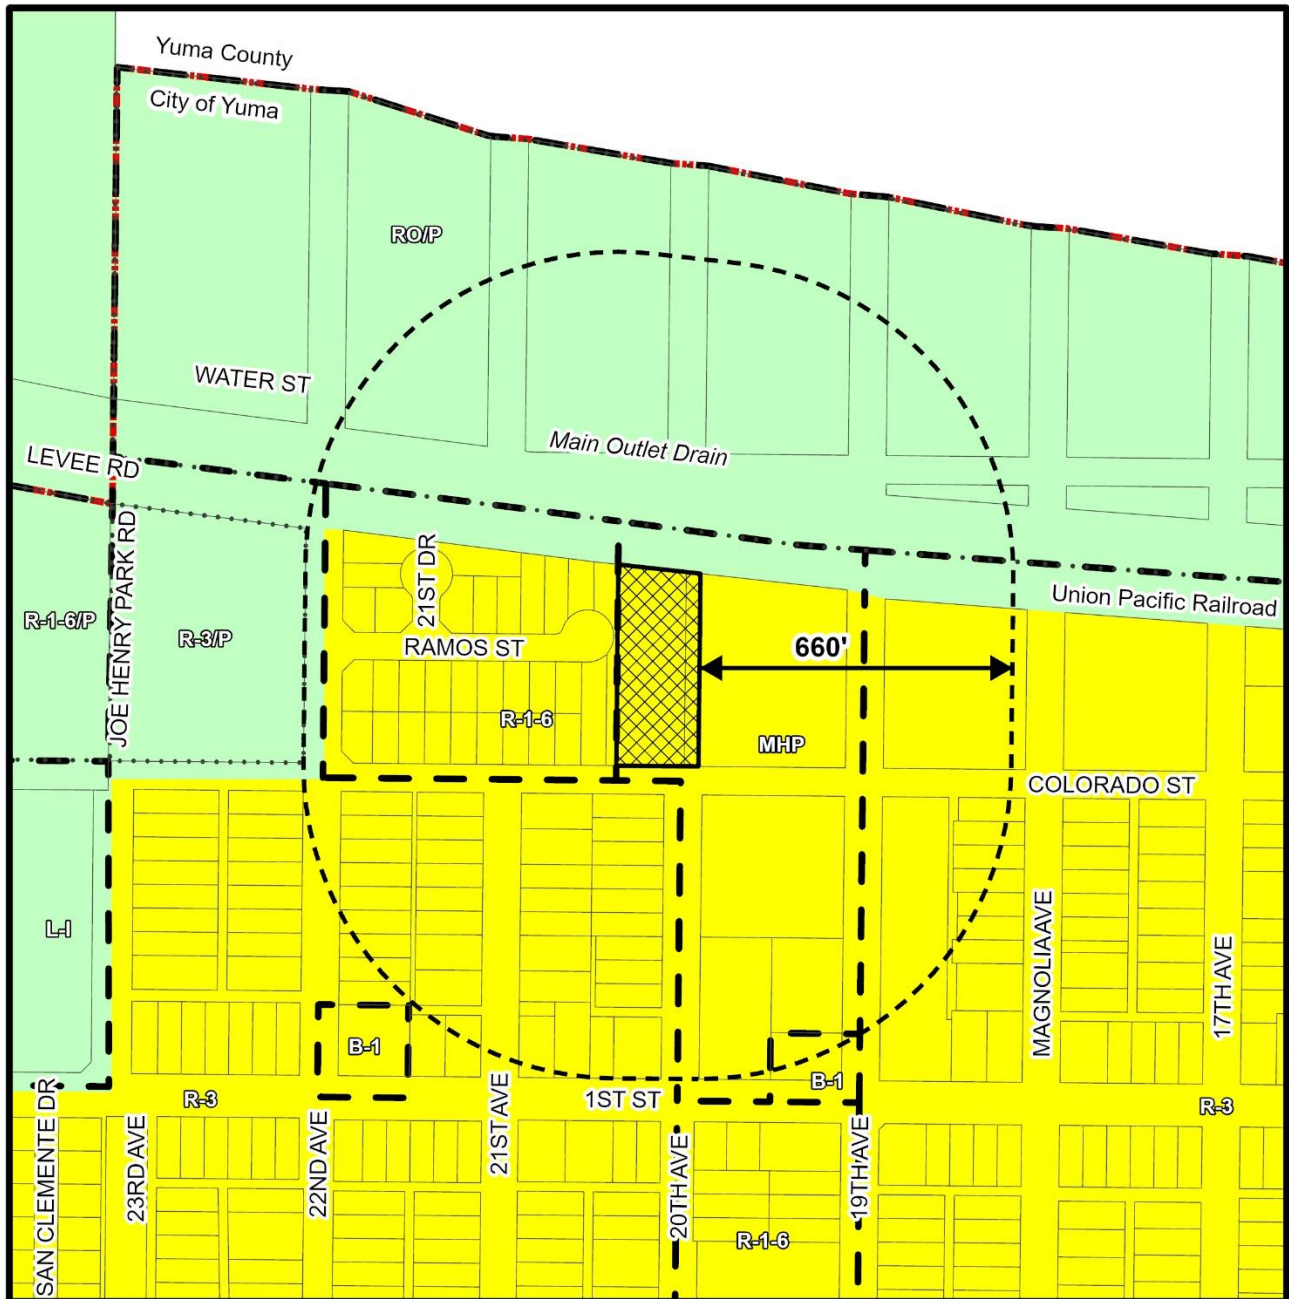 Yuma County
City of Yuma
RO/P
WATER ST
Main Outlet Drain
LEVEE RD
JOE HENRY PARK RD
21ST DR
Union Pacific Railroad
R-1-6/P
R-3/P
RAMOS ST
660'
R-1-6
MHP
COLORADO ST
L-I
MAGNOLIA AVE
17TH AVE
B-1
B-1
R-3
1ST ST
R-3
SAN CLEMENTE DR
23RD AVE
22ND AVE
21ST AVE
20TH AVE
19TH AVE
R-1-6